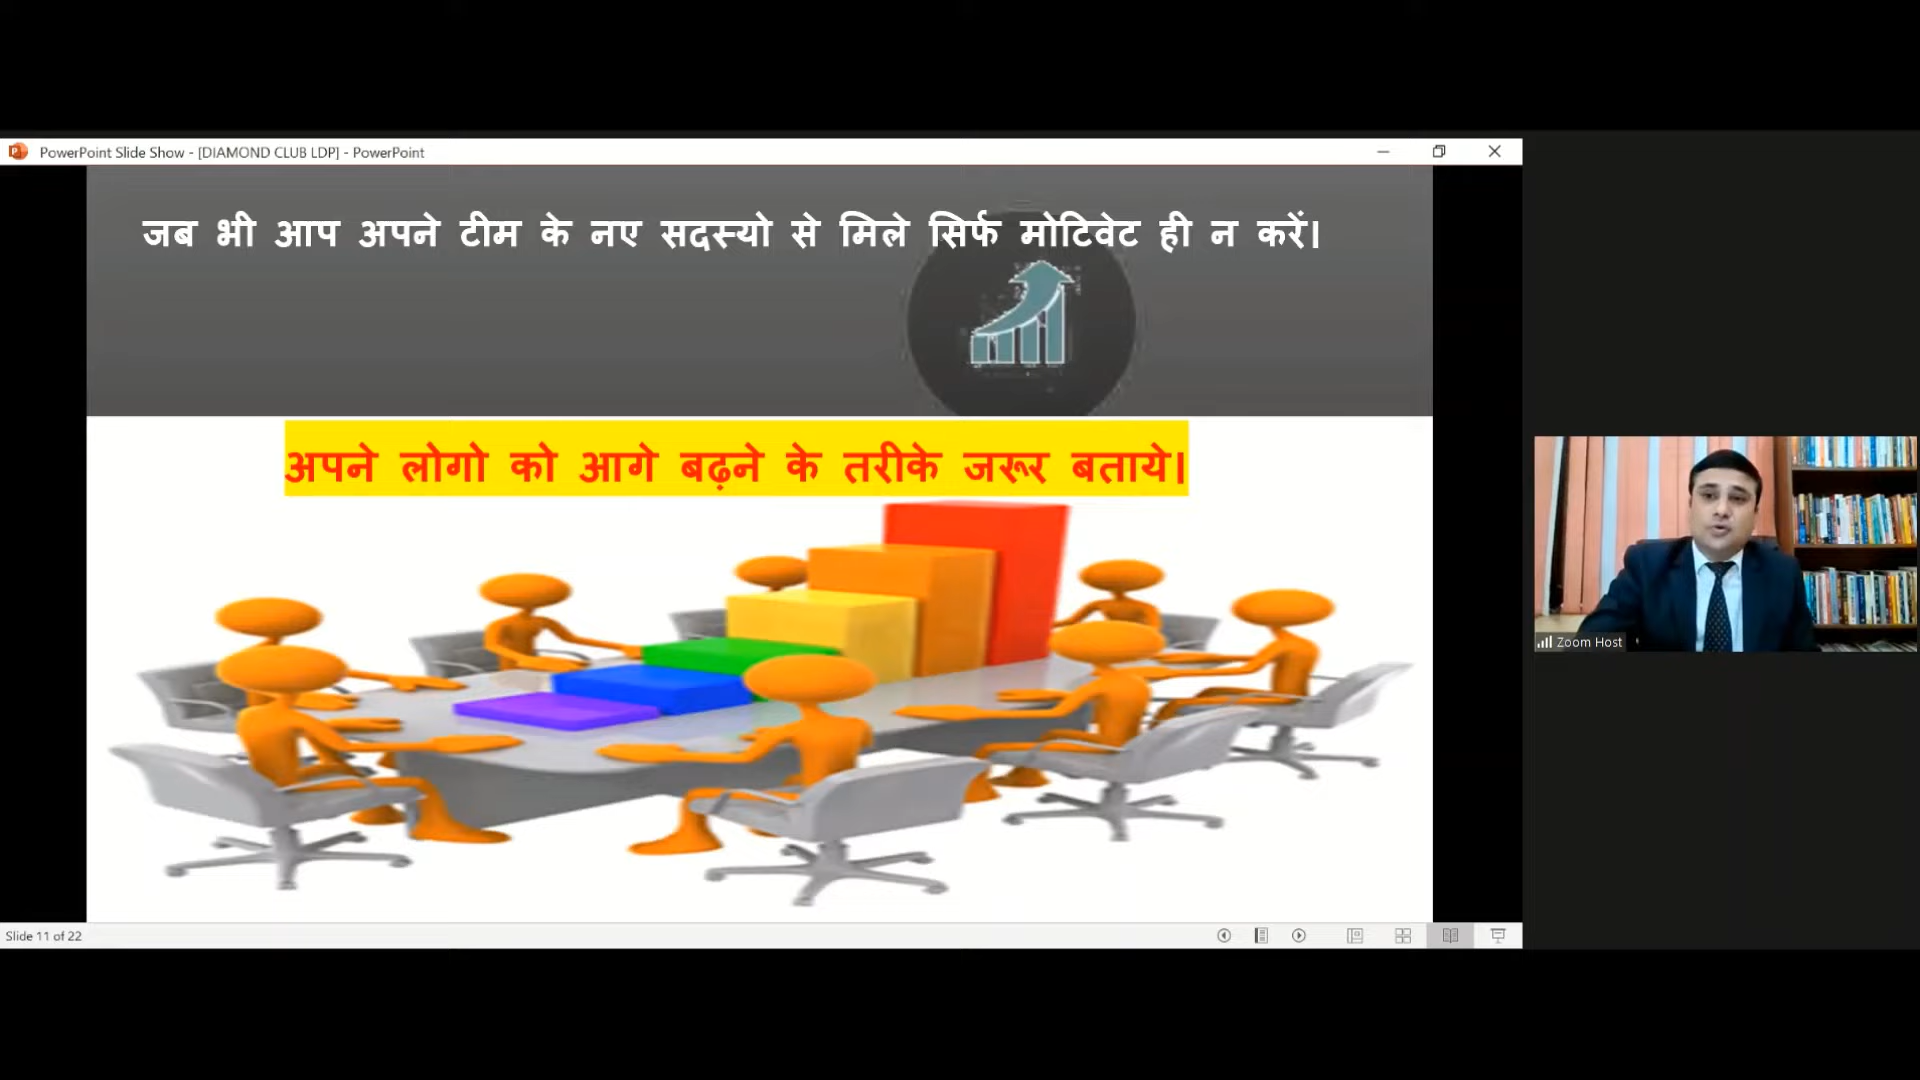 PowerPoint Slide Show - [DIAMOND CLUB LDP] - PowerPoint
जब भी आप अपने टीम के नए सदस्यो से मिले सिर्फ मोटिवेट ही न करें।
अपने लोगो को आगे बढ़ने के तरीके जरूर बताये।
Zoom Host
Slide 11 of 22